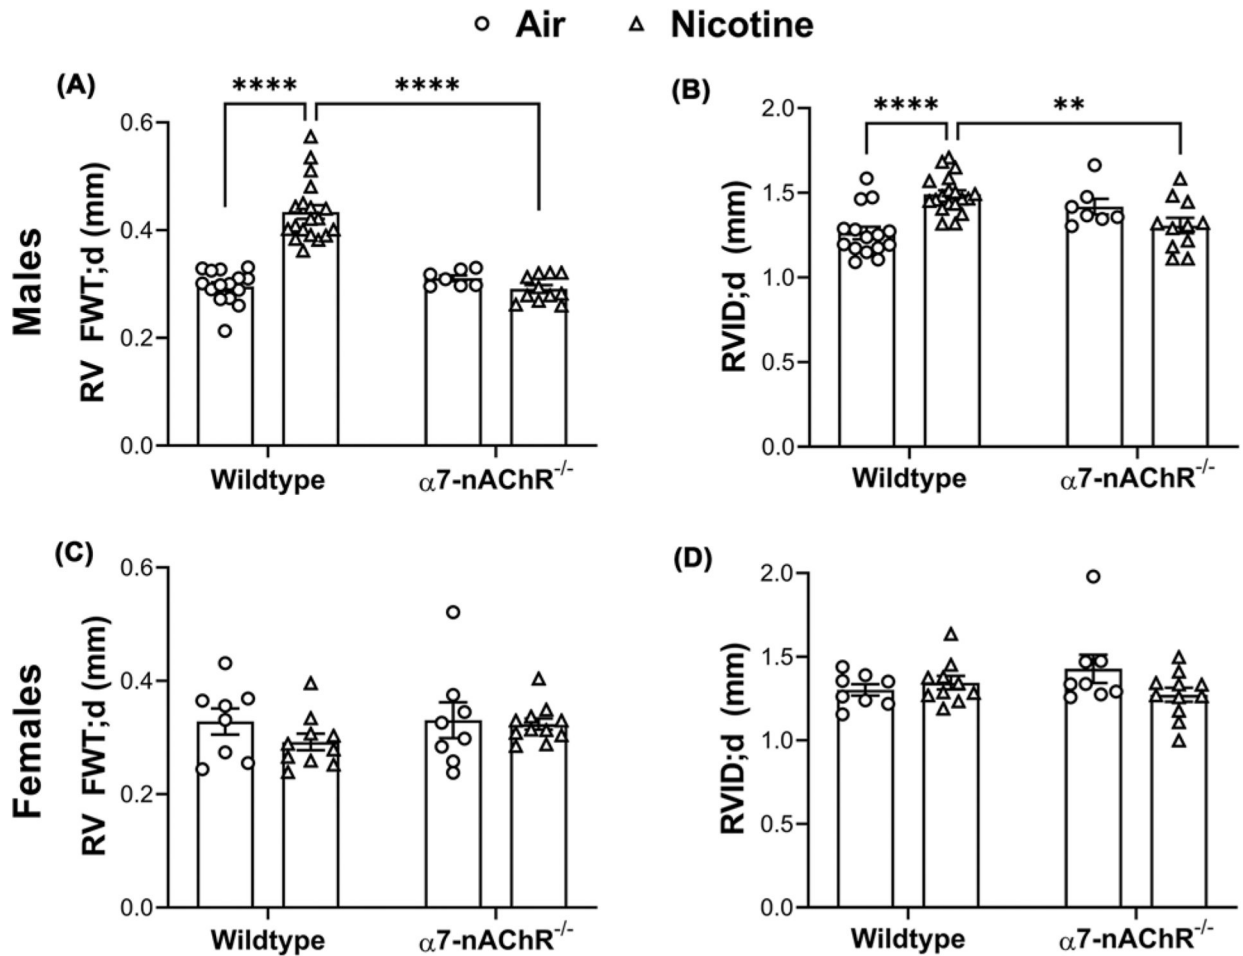 ○ Air △ Nicotine
Males
(A)
**** ****
RV FWT;d (mm)
0.6
0.4
0.2
0.0
Wildtype α7-nAChR-/-
(B)
**** **
RVID;d (mm)
2.0
1.5
1.0
0.5
0.0
Wildtype α7-nAChR-/-
Females
(C)
RV FWT;d (mm)
0.6
0.4
0.2
0.0
Wildtype α7-nAChR-/-
(D)
RVID;d (mm)
2.0
1.5
1.0
0.5
0.0
Wildtype α7-nAChR-/-